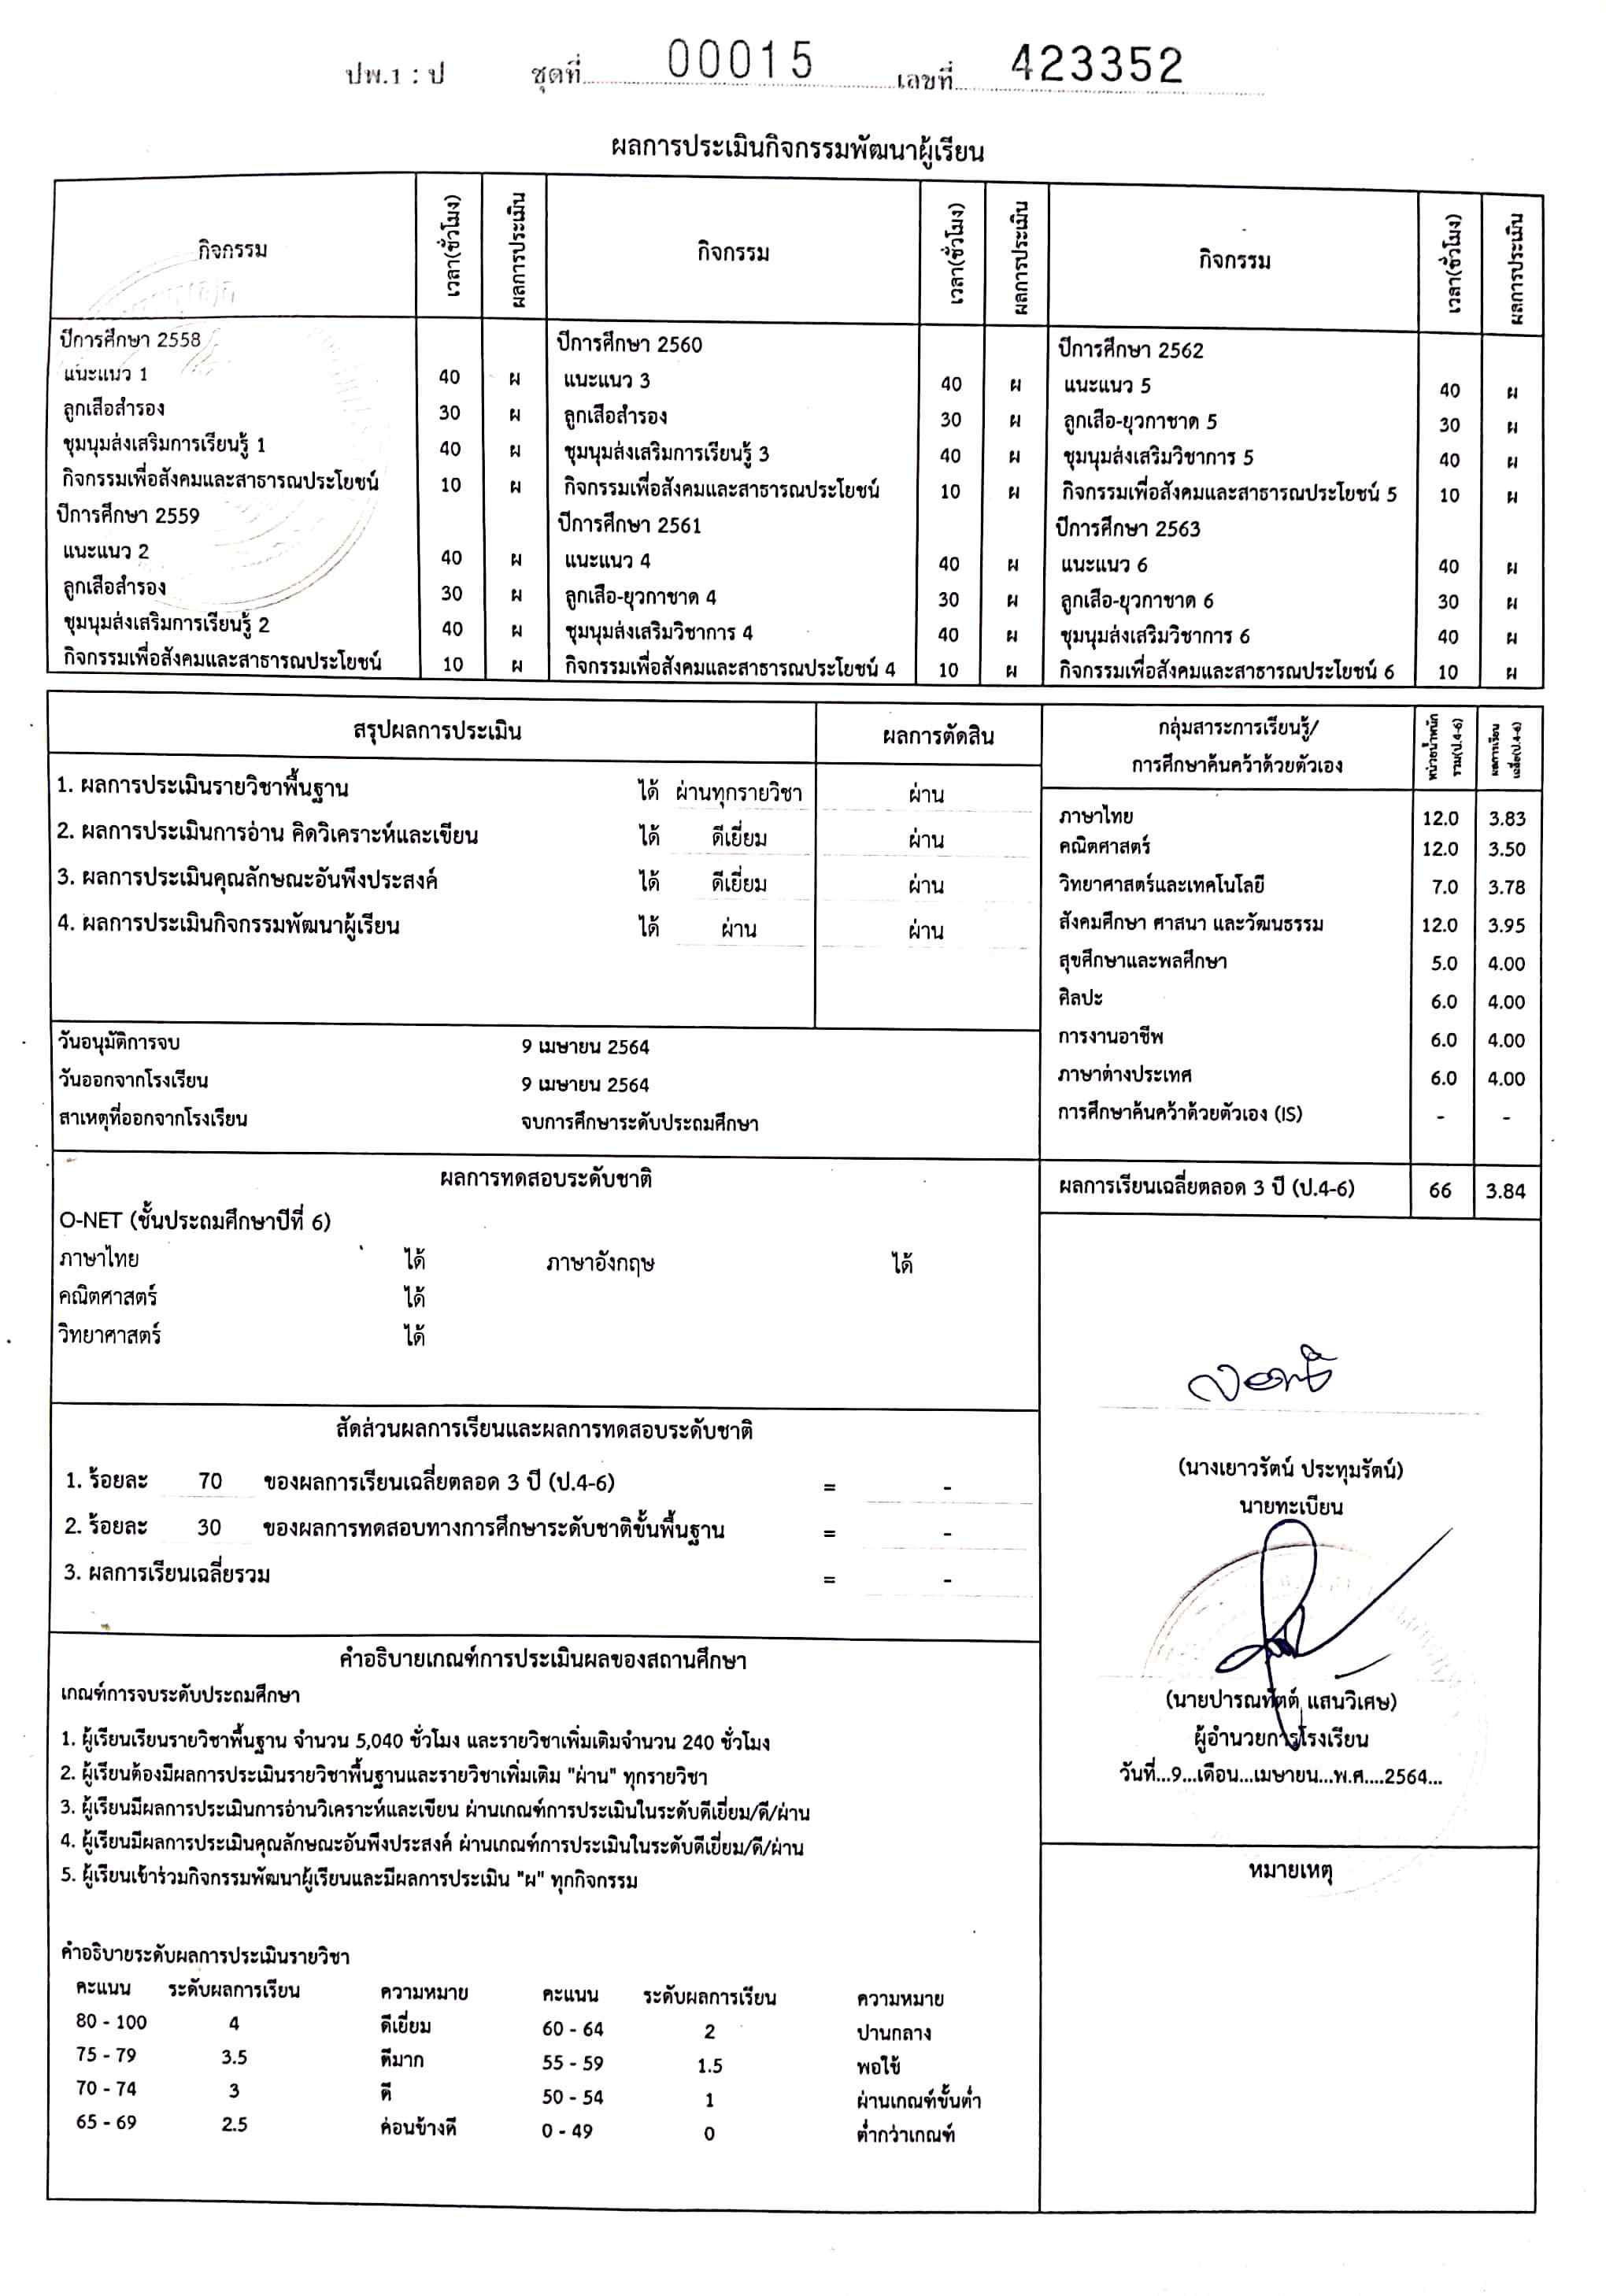 ปพ.1 : ป ชุดที่ 00015 เลขที่ 423352
ผลการประเมินกิจกรรมพัฒนาผู้เรียน
กิจกรรม เวลา(ชั่วโมง) ผลการประเมิน กิจกรรม เวลา(ชั่วโมง) ผลการประเมิน กิจกรรม เวลา(ชั่วโมง) ผลการประเมิน
ปีการศึกษา 2558 ปีการศึกษา 2560 ปีการศึกษา 2562
แนะแนว 1 40 ผ แนะแนว 3 40 ผ แนะแนว 5 40 ผ
ลูกเสือสำรอง 30 ผ ลูกเสือสำรอง 30 ผ ลูกเสือ-ยุวกาชาด 5 30 ผ
ชุมนุมส่งเสริมการเรียนรู้ 1 40 ผ ชุมนุมส่งเสริมการเรียนรู้ 3 40 ผ ชุมนุมส่งเสริมวิชาการ 5 40 ผ
กิจกรรมเพื่อสังคมและสาธารณประโยชน์ 10 ผ กิจกรรมเพื่อสังคมและสาธารณประโยชน์ 10 ผ กิจกรรมเพื่อสังคมและสาธารณประโยชน์ 5 10 ผ
ปีการศึกษา 2559 ปีการศึกษา 2561 ปีการศึกษา 2563
แนะแนว 2 40 ผ แนะแนว 4 40 ผ แนะแนว 6 40 ผ
ลูกเสือสำรอง 30 ผ ลูกเสือ-ยุวกาชาด 4 30 ผ ลูกเสือ-ยุวกาชาด 6 30 ผ
ชุมนุมส่งเสริมการเรียนรู้ 2 40 ผ ชุมนุมส่งเสริมวิชาการ 4 40 ผ ชุมนุมส่งเสริมวิชาการ 6 40 ผ
กิจกรรมเพื่อสังคมและสาธารณประโยชน์ 10 ผ กิจกรรมเพื่อสังคมและสาธารณประโยชน์ 4 10 ผ กิจกรรมเพื่อสังคมและสาธารณประโยชน์ 6 10 ผ
สรุปผลการประเมิน ผลการตัดสิน
1. ผลการประเมินรายวิชาพื้นฐาน ได้ ผ่านทุกรายวิชา ผ่าน
2. ผลการประเมินการอ่าน คิดวิเคราะห์และเขียน ได้ ดีเยี่ยม ผ่าน
3. ผลการประเมินคุณลักษณะอันพึงประสงค์ ได้ ดีเยี่ยม ผ่าน
4. ผลการประเมินกิจกรรมพัฒนาผู้เรียน ได้ ผ่าน ผ่าน
วันอนุมัติการจบ 9 เมษายน 2564
วันออกจากโรงเรียน 9 เมษายน 2564
สาเหตุที่ออกจากโรงเรียน จบการศึกษาระดับประถมศึกษา
ผลการทดสอบระดับชาติ
O-NET (ชั้นประถมศึกษาปีที่ 6)
ภาษาไทย ได้ ภาษาอังกฤษ ได้
คณิตศาสตร์ ได้
วิทยาศาสตร์ ได้
สัดส่วนผลการเรียนและผลการทดสอบระดับชาติ
1. ร้อยละ 70 ของผลการเรียนเฉลี่ยตลอด 3 ปี (ป.4-6) = -
2. ร้อยละ 30 ของผลการทดสอบทางการศึกษาระดับชาติขั้นพื้นฐาน = -
3. ผลการเรียนเฉลี่ยรวม = -
คำอธิบายเกณฑ์การประเมินผลของสถานศึกษา
เกณฑ์การจบระดับประถมศึกษา
1. ผู้เรียนเรียนรายวิชาพื้นฐาน จำนวน 5,040 ชั่วโมง และรายวิชาเพิ่มเติมจำนวน 240 ชั่วโมง
2. ผู้เรียนต้องมีผลการประเมินรายวิชาพื้นฐานและรายวิชาเพิ่มเติม "ผ่าน" ทุกรายวิชา
3. ผู้เรียนมีผลการประเมินการอ่านวิเคราะห์และเขียน ผ่านเกณฑ์การประเมินในระดับดีเยี่ยม/ดี/ผ่าน
4. ผู้เรียนมีผลการประเมินคุณลักษณะอันพึงประสงค์ ผ่านเกณฑ์การประเมินในระดับดีเยี่ยม/ดี/ผ่าน
5. ผู้เรียนเข้าร่วมกิจกรรมพัฒนาผู้เรียนและมีผลการประเมิน "ผ" ทุกกิจกรรม
คำอธิบายระดับผลการประเมินรายวิชา
คะแนน ระดับผลการเรียน ความหมาย คะแนน ระดับผลการเรียน ความหมาย
80 - 100 4 ดีเยี่ยม 60 - 64 2 ปานกลาง
75 - 79 3.5 ดีมาก 55 - 59 1.5 พอใช้
70 - 74 3 ดี 50 - 54 1 ผ่านเกณฑ์ขั้นต่ำ
65 - 69 2.5 ค่อนข้างดี 0 - 49 0 ต่ำกว่าเกณฑ์
กลุ่มสาระการเรียนรู้/ หน่วยน้ำหนัก ผลการเรียน
การศึกษาค้นคว้าด้วยตัวเอง รวม(ป.4-6) เฉลี่ย(ป.4-6)
ภาษาไทย 12.0 3.83
คณิตศาสตร์ 12.0 3.50
วิทยาศาสตร์และเทคโนโลยี 7.0 3.78
สังคมศึกษา ศาสนา และวัฒนธรรม 12.0 3.95
สุขศึกษาและพลศึกษา 5.0 4.00
ศิลปะ 6.0 4.00
การงานอาชีพ 6.0 4.00
ภาษาต่างประเทศ 6.0 4.00
การศึกษาค้นคว้าด้วยตัวเอง (IS) - -
ผลการเรียนเฉลี่ยตลอด 3 ปี (ป.4-6) 66 3.84
(นางเยาวรัตน์ ประทุมรัตน์)
นายทะเบียน
(นายปารณทัตต์ แสนวิเศษ)
ผู้อำนวยการโรงเรียน
วันที่...9...เดือน...เมษายน...พ.ศ....2564...
หมายเหตุ